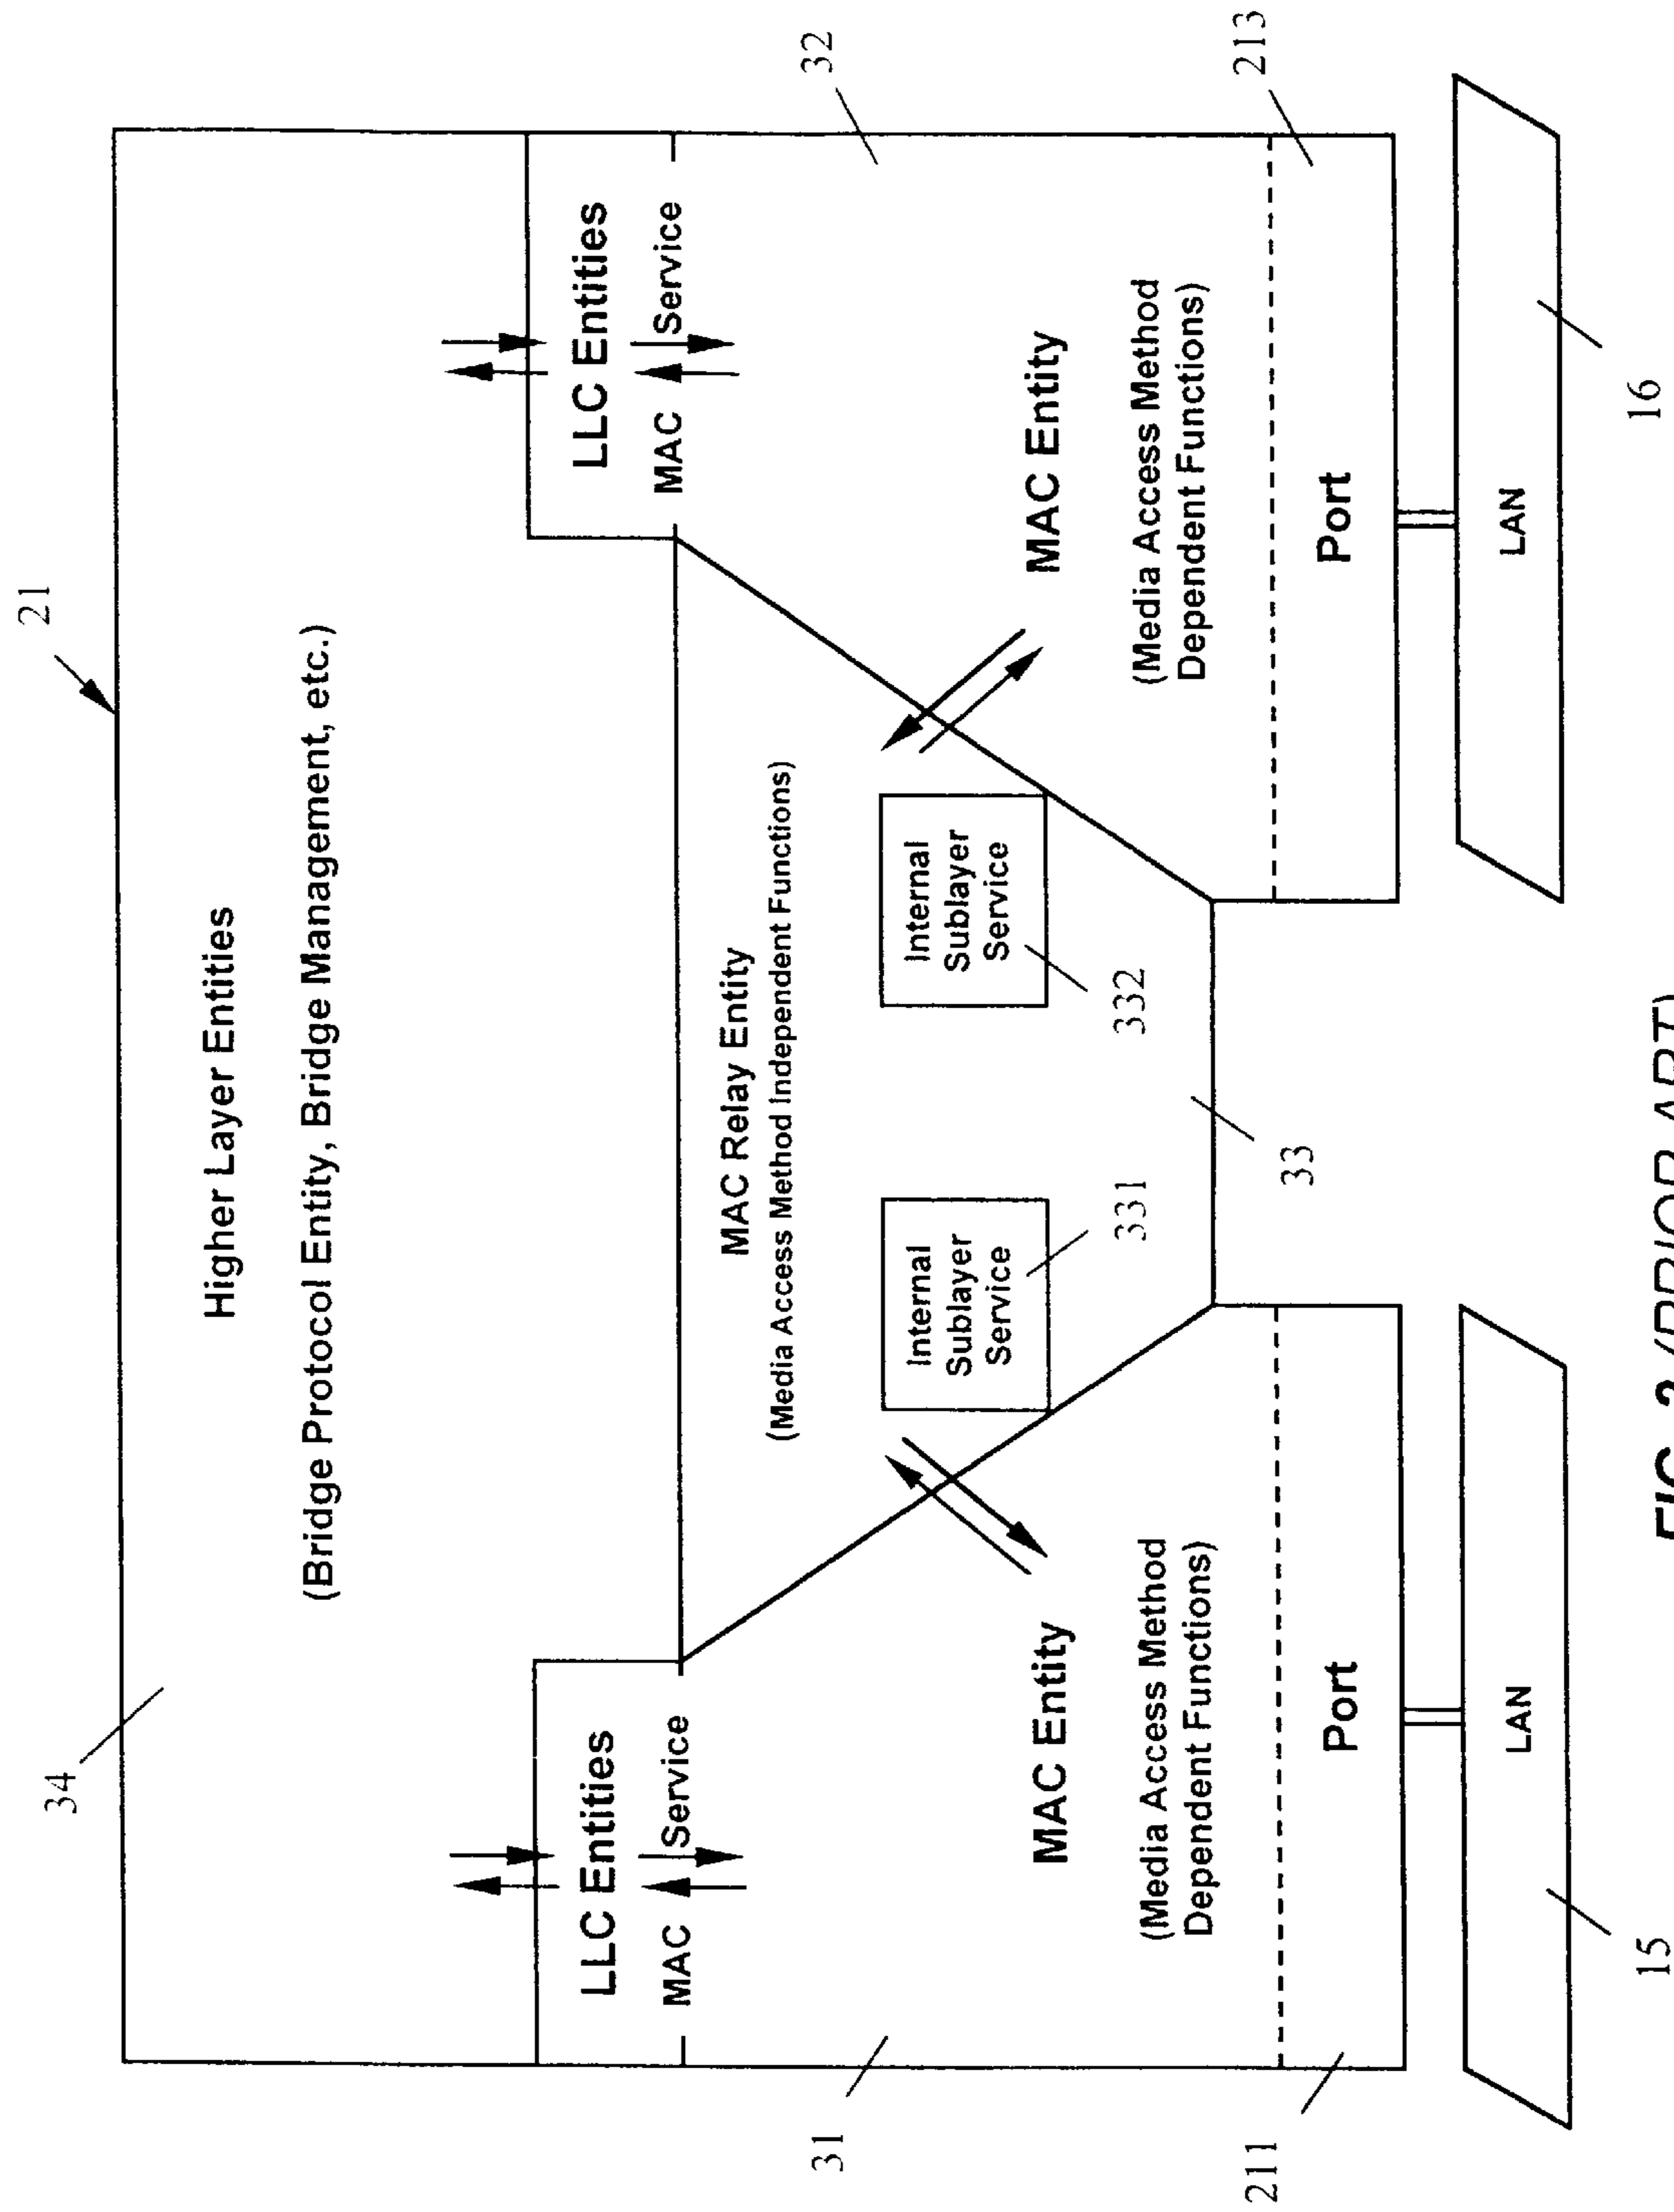 21
34
Higher Layer Entities
(Bridge Protocol Entity, Bridge Management, etc.)
LLC Entities
MAC Service
LLC Entities
MAC Service
MAC Relay Entity
(Media Access Method Independent Functions)
31
32
Internal
Sublayer
Service
Internal
Sublayer
Service
331
332
MAC Entity
(Media Access Method
Dependent Functions)
MAC Entity
(Media Access Method
Dependent Functions)
33
211
Port
Port
213
LAN
LAN
15
16
(PRIOR ART)